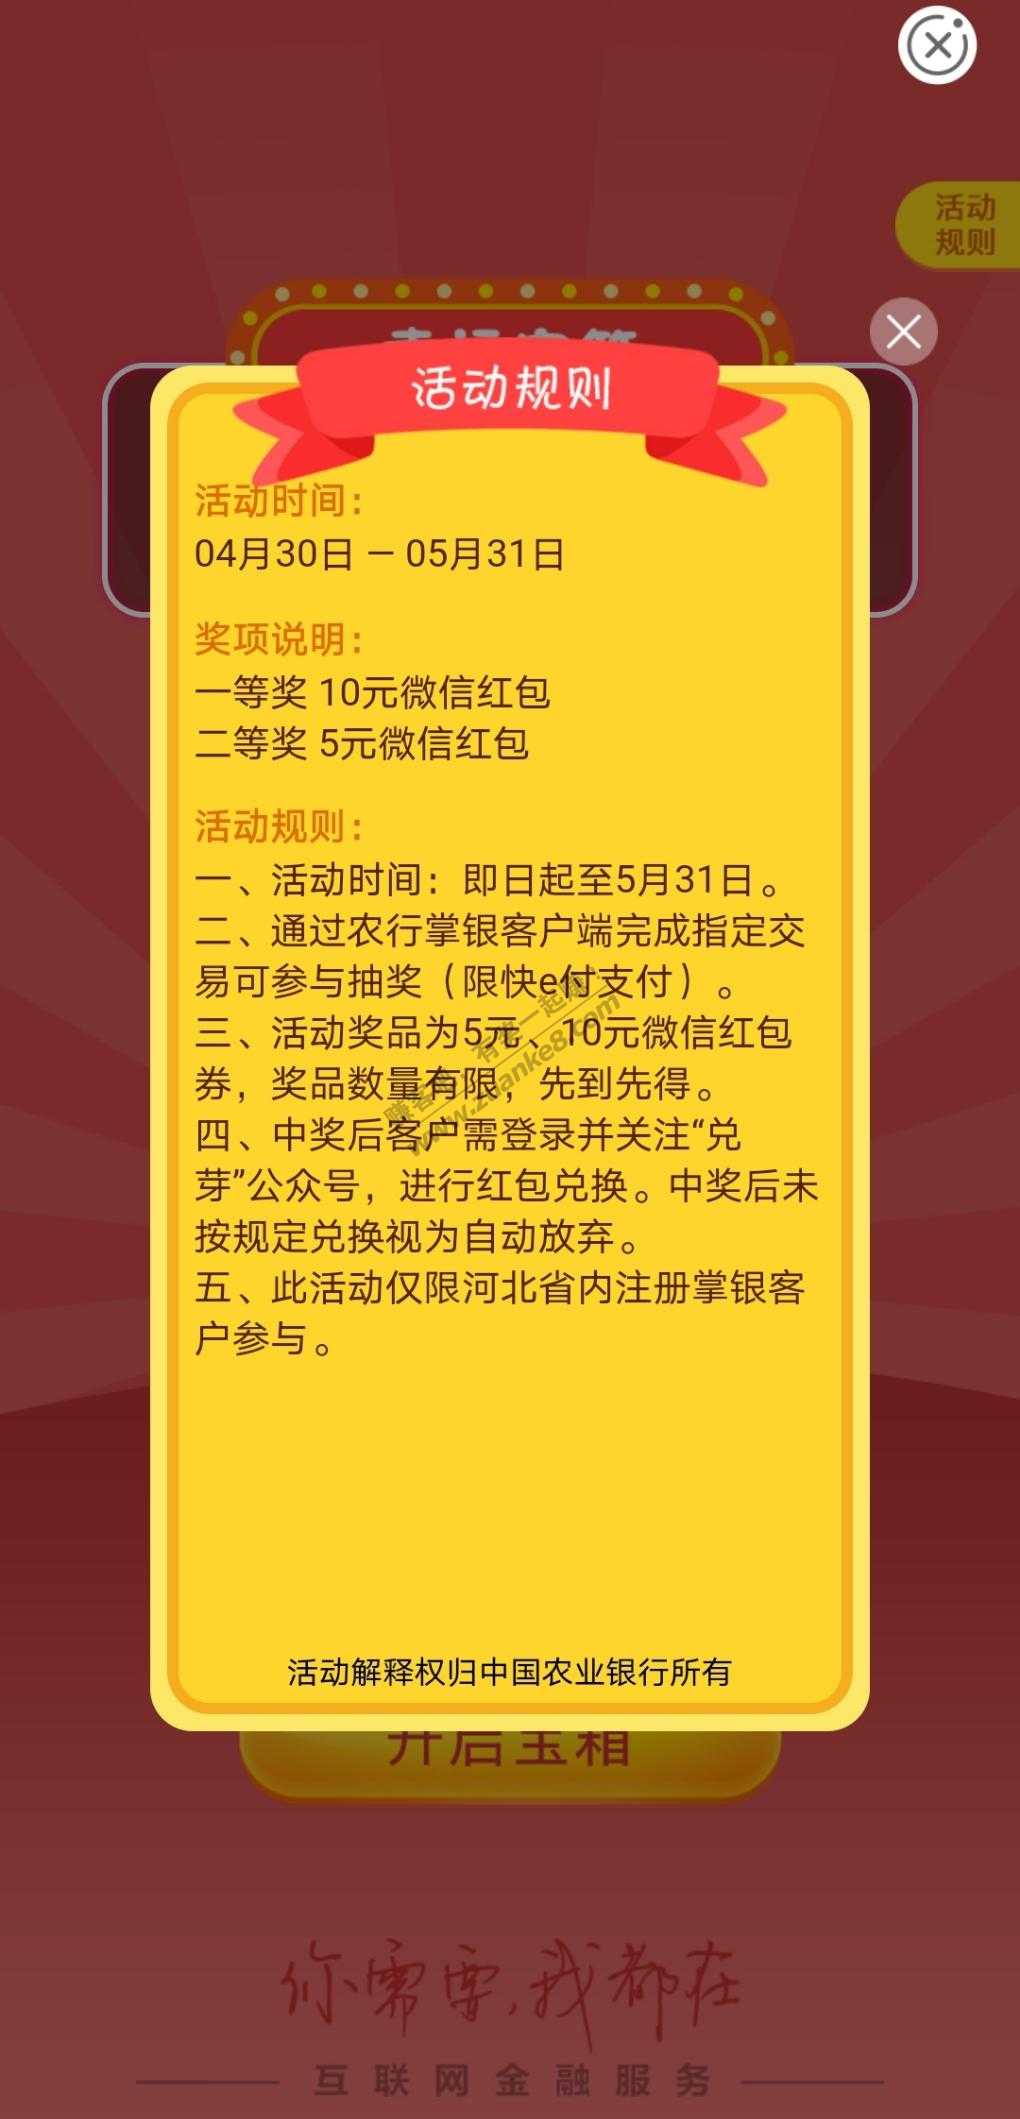 活动
规则
活动规则
活动时间：
04月30日 — 05月31日
奖项说明：
一等奖 10元微信红包
二等奖 5元微信红包
活动规则：
一、活动时间：即日起至5月31日。
二、通过农行掌银客户端完成指定交
易可参与抽奖（限快e付支付）。
三、活动奖品为5元、10元微信红包
券，奖品数量有限，先到先得。
四、中奖后客户需登录并关注“兑
芽”公众号，进行红包兑换。中奖后未
按规定兑换视为自动放弃。
五、此活动仅限河北省内注册掌银客
户参与。
赚客吧，有奖一起赚！
www.zuanke8.com
活动解释权归中国农业银行所有
开启宝箱
你需要,我都在
互联网金融服务